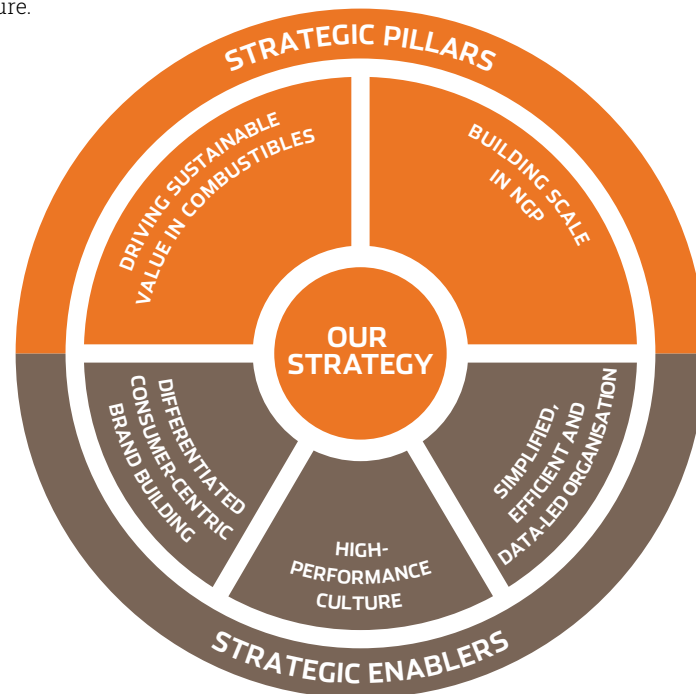 ure.
STRATEGIC PILLARS
DRIVING SUSTAINABLE
VALUE IN COMBUSTIBLES
BUILDING SCALE
IN NGP
OUR
STRATEGY
DIFFERENTIATED
CONSUMER-CENTRIC
BRAND BUILDING
HIGH-
PERFORMANCE
CULTURE
SIMPLIFIED,
EFFICIENT AND
DATA-LED ORGANISATION
STRATEGIC ENABLERS